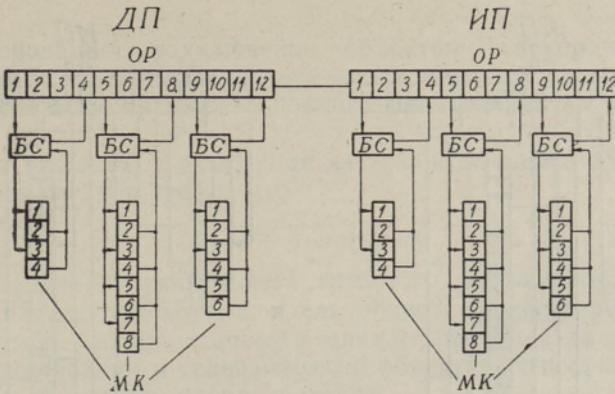 ДП ИП
ОР ОР
1 2 3 4 5 6 7 8 9 10 11 12 1 2 3 4 5 6 7 8 9 10 11 12
БС БС БС БС БС БС
1 1 1 1 1 1
2 2 2 2 2 2
3 3 3 3 3 3
4 4 4 4 4 4
5 5 5 5
6 6 6 6
7 7
8 8
МК МК